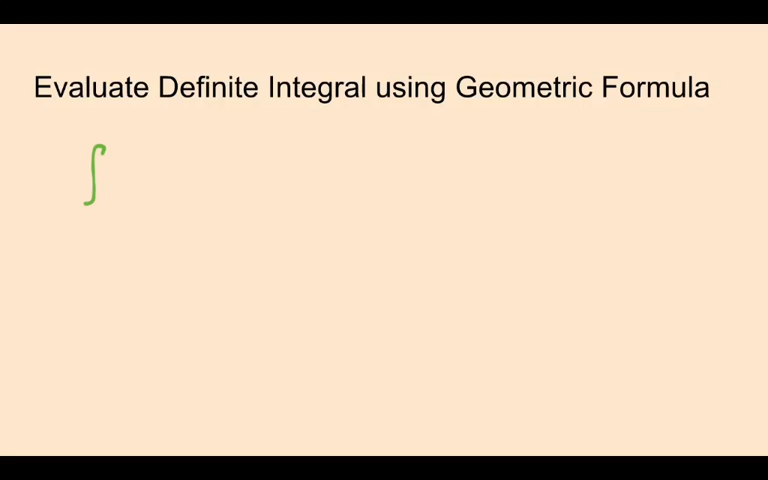 Evaluate Definite Integral using Geometric Formula
∫